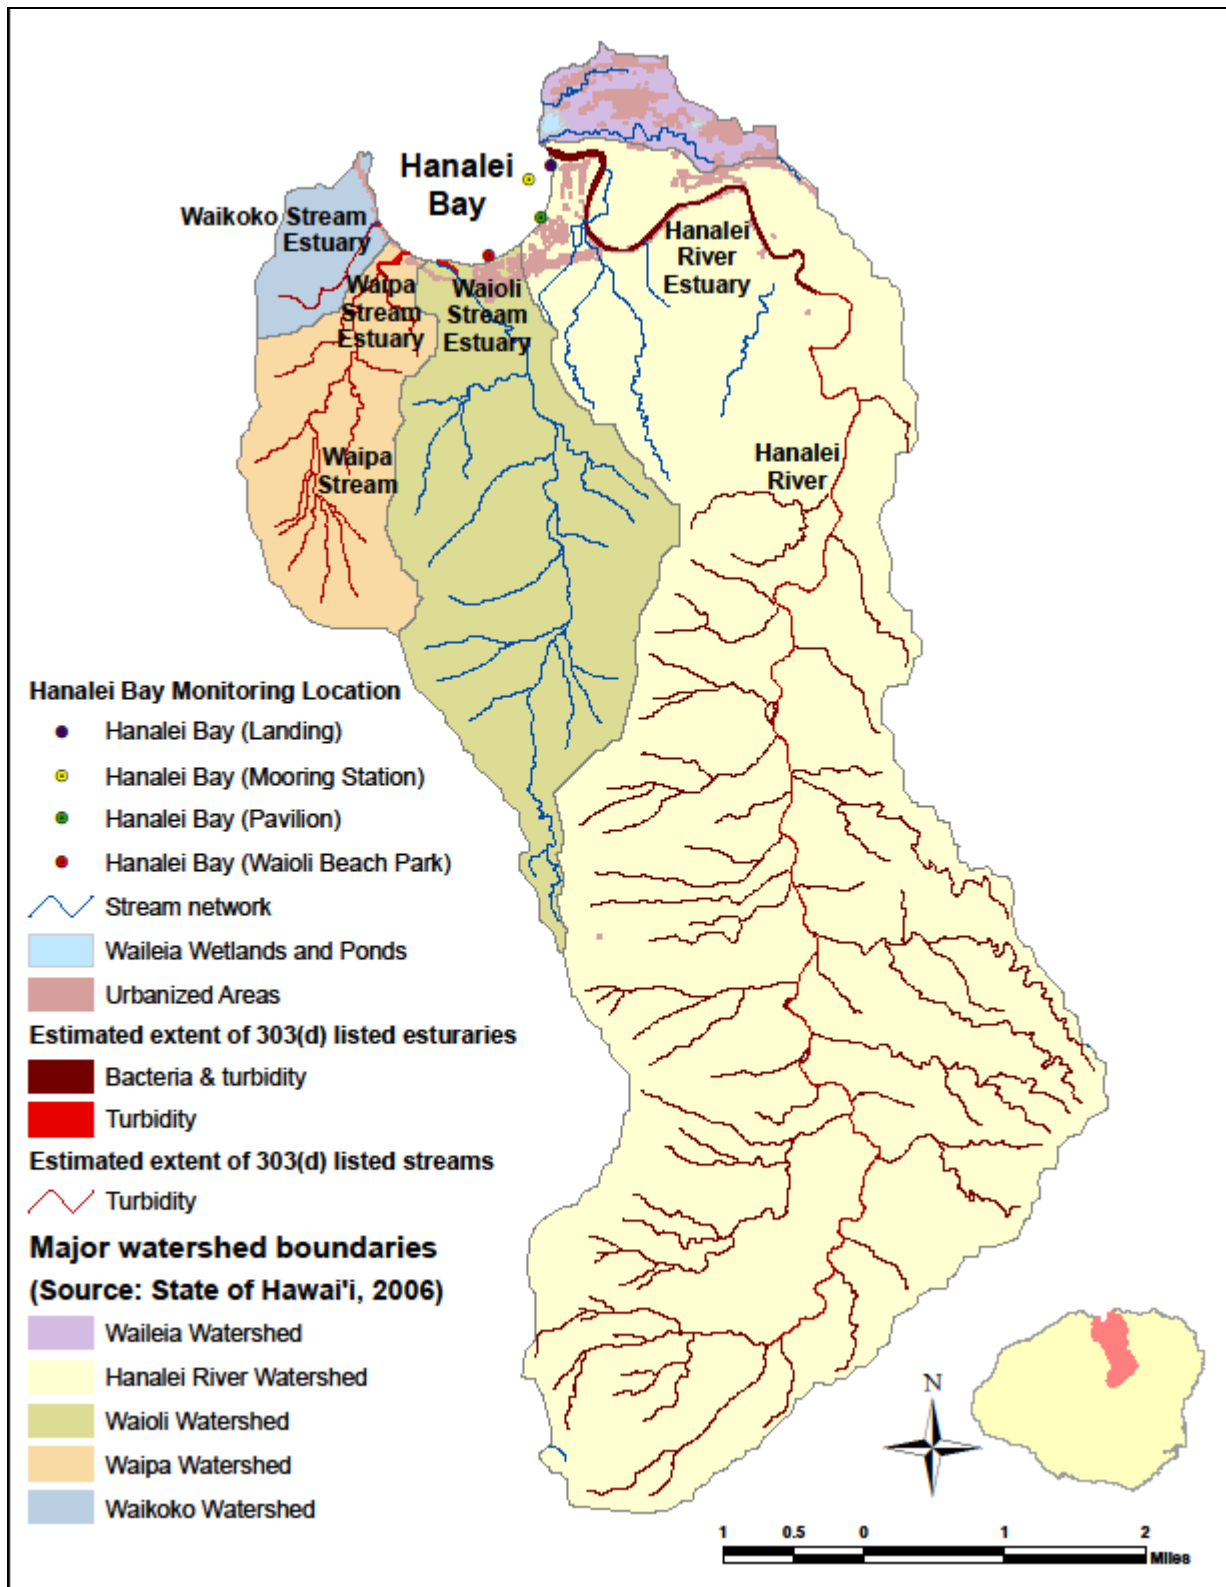 Hanalei
Bay
Waikoko Stream
Estuary
Waipa
Stream
Estuary
Waioli
Stream
Estuary
Hanalei
River
Estuary
Waipa
Stream
Hanalei
River
Hanalei Bay Monitoring Location
Hanalei Bay (Landing)
Hanalei Bay (Mooring Station)
Hanalei Bay (Pavilion)
Hanalei Bay (Waioli Beach Park)
Stream network
Waileia Wetlands and Ponds
Urbanized Areas
Estimated extent of 303(d) listed esturaries
Bacteria & turbidity
Turbidity
Estimated extent of 303(d) listed streams
Turbidity
Major watershed boundaries
(Source: State of Hawai'i, 2006)
Waileia Watershed
Hanalei River Watershed
Waioli Watershed
Waipa Watershed
Waikoko Watershed
N
1 0.5 0 1 2
Miles